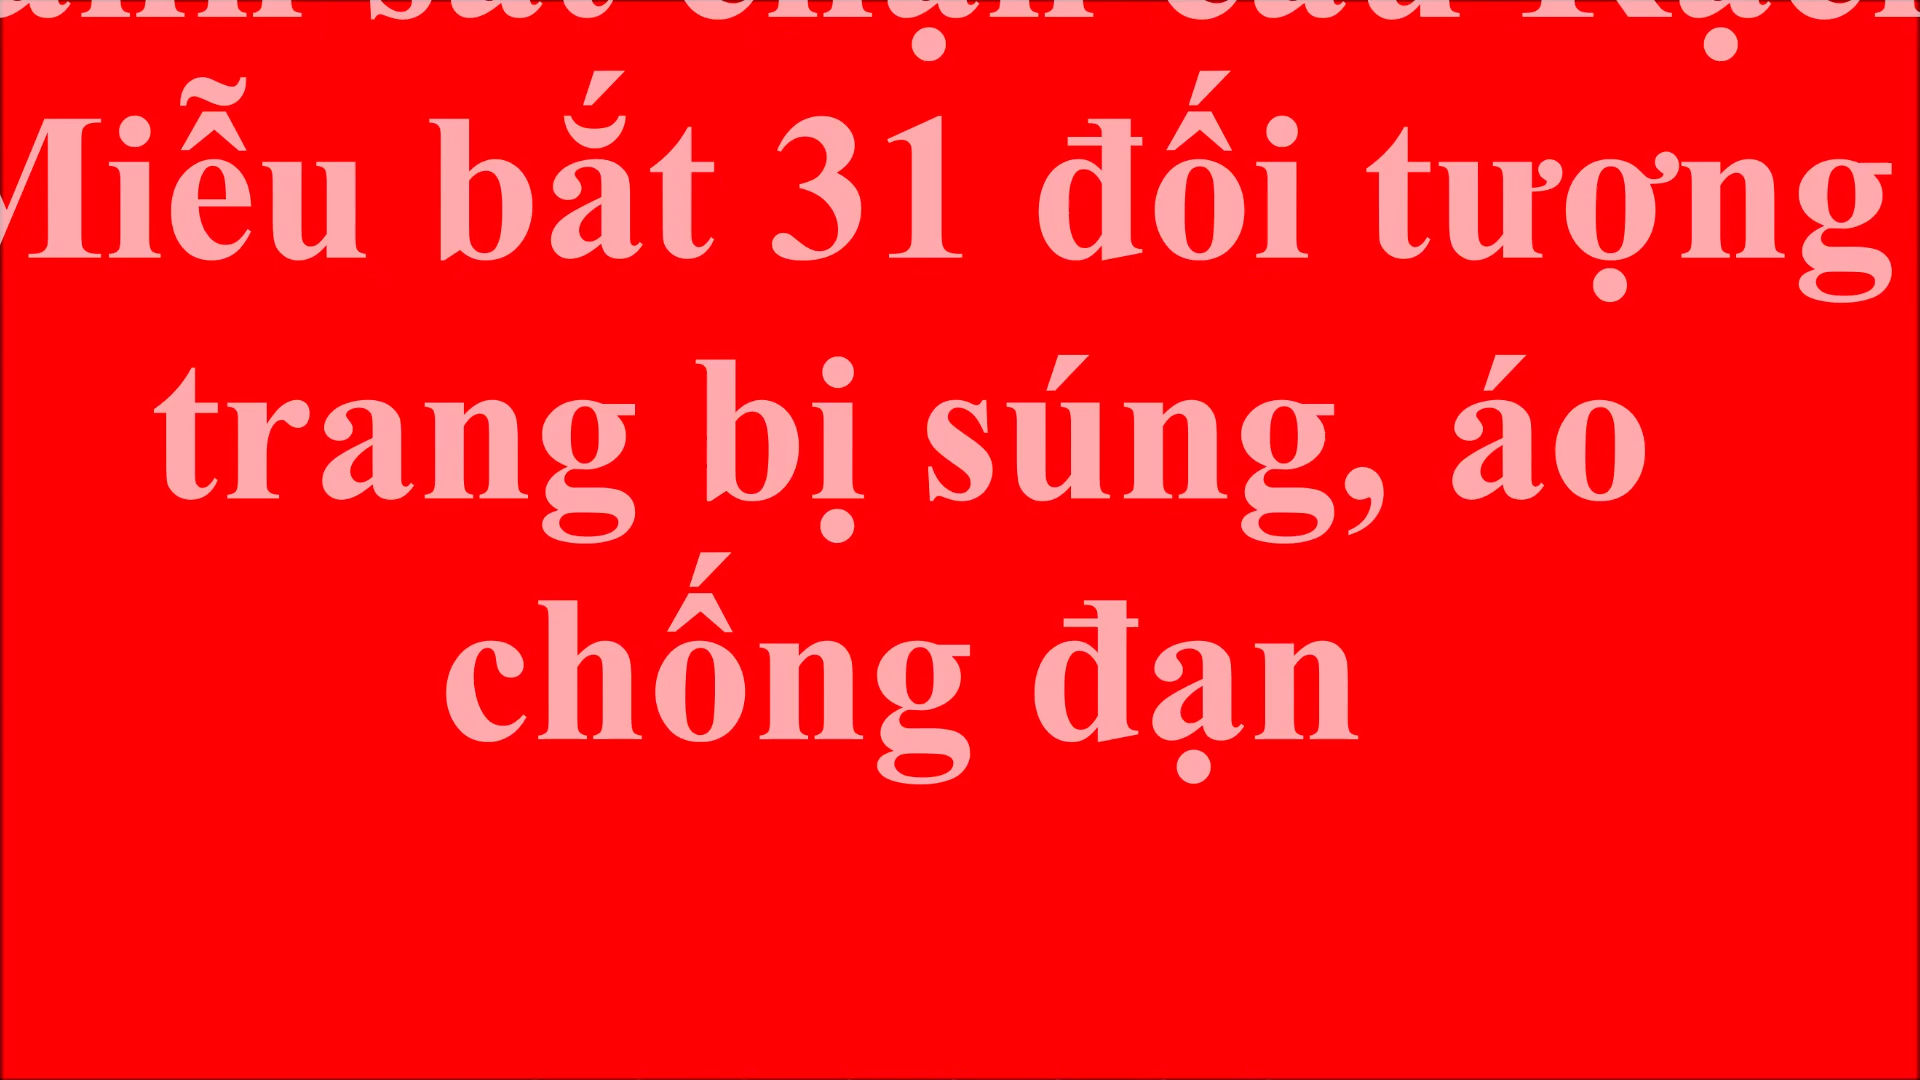 Miễu bắt 31 đối tượng
trang bị súng, áo
chống đạn